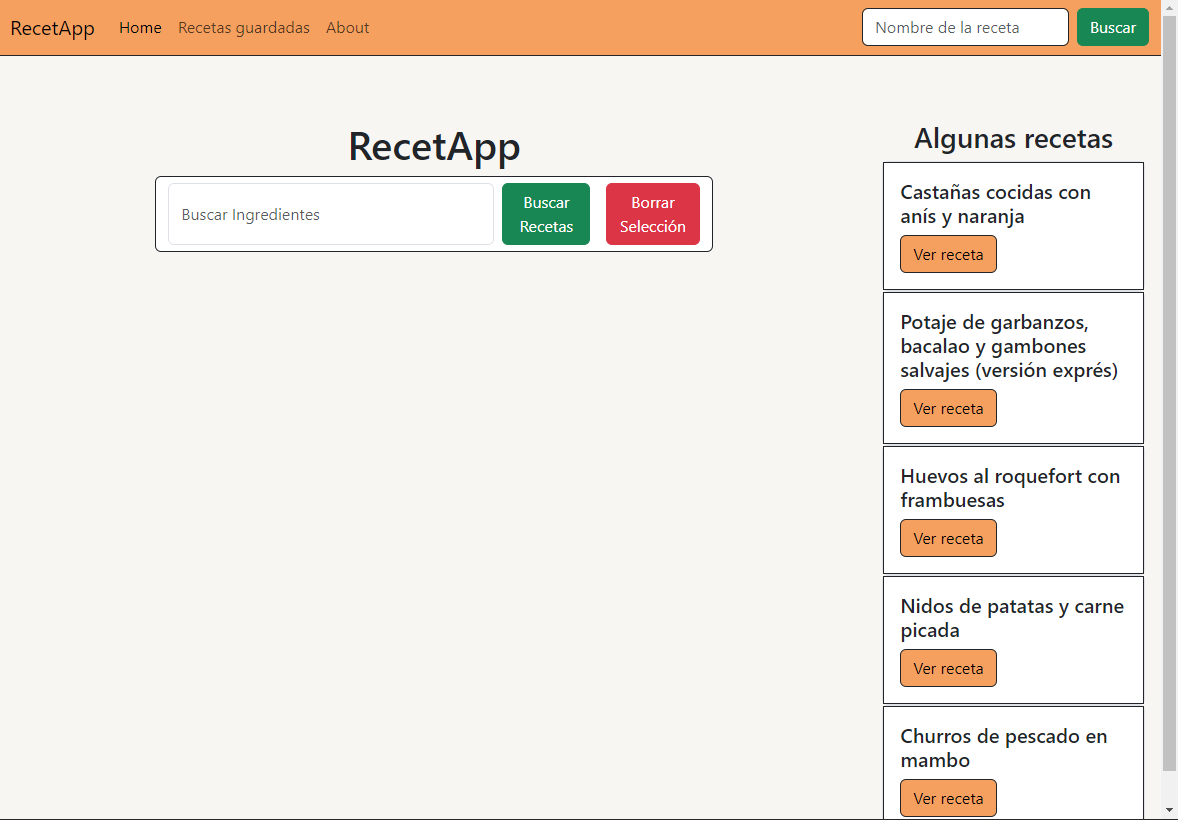 RecetApp Home Recetas guardadas About Nombre de la receta Buscar
RecetApp
Buscar Ingredientes
Buscar
Recetas
Borrar
Selección
Algunas recetas
Castañas cocidas con
anís y naranja
Ver receta
Potaje de garbanzos,
bacalao y gambones
salvajes (versión exprés)
Ver receta
Huevos al roquefort con
frambuesas
Ver receta
Nidos de patatas y carne
picada
Ver receta
Churros de pescado en
mambo
Ver receta